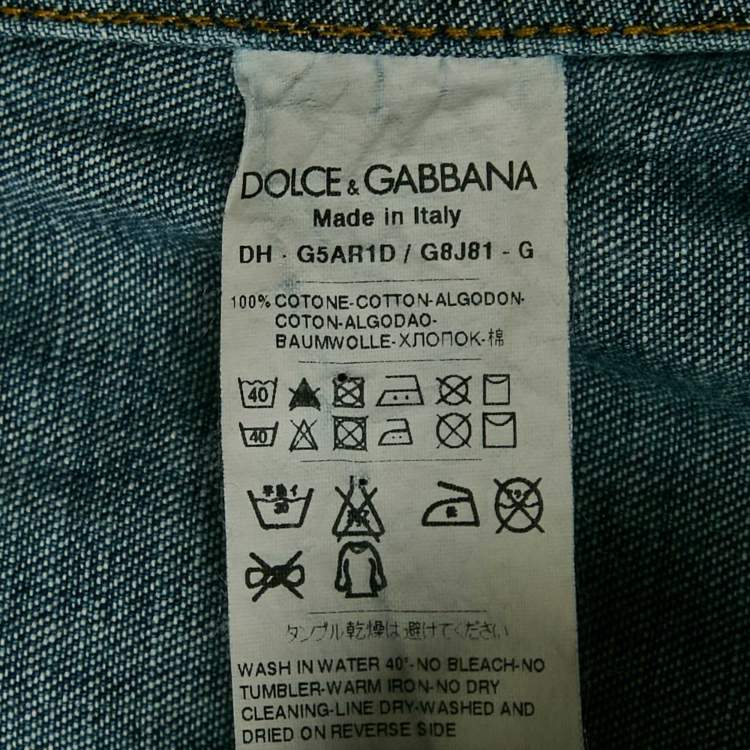 DOLCE & GABBANA
Made in Italy
DH · G5AR1D / G8J81 - G
100% COTONE-COTTON-ALGODON-
COTON-ALGODAO-
BAUMWOLLE-ХЛОПОК-棉
40
40
タンブル乾燥は避けてください
WASH IN WATER 40°-NO BLEACH-NO
TUMBLER-WARM IRON-NO DRY
CLEANING-LINE DRY-WASHED AND
DRIED ON REVERSE SIDE